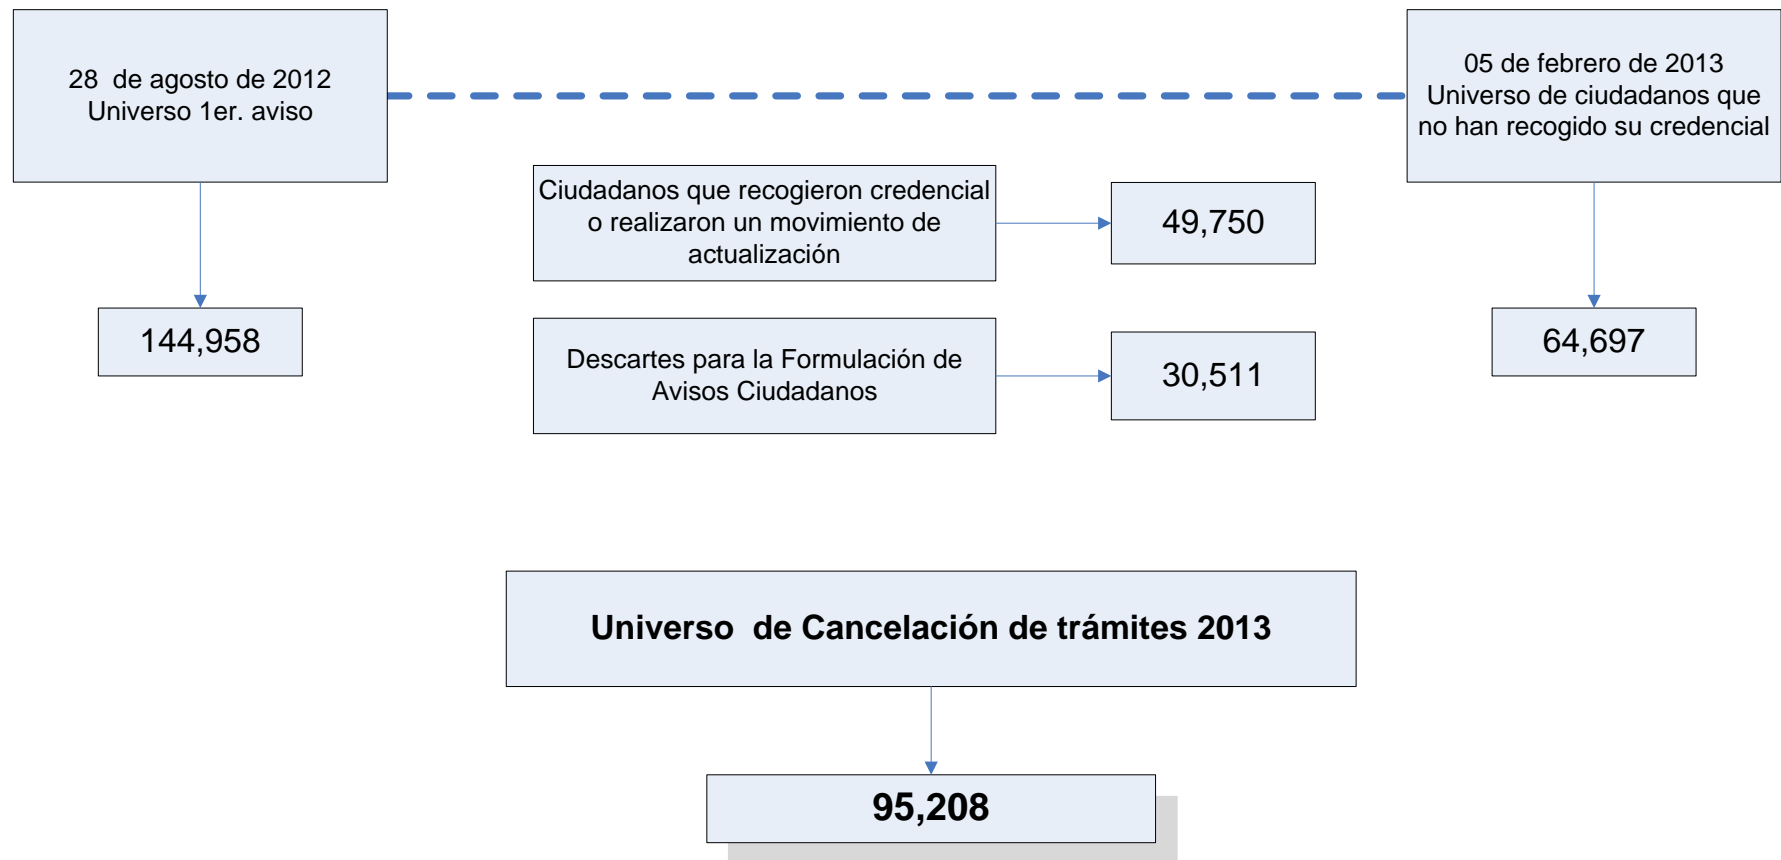 28 de agosto de 2012
Universo 1er. aviso
05 de febrero de 2013
Universo de ciudadanos que
no han recogido su credencial
Ciudadanos que recogieron credencial
o realizaron un movimiento de
actualización
49,750
144,958
64,697
Descartes para la Formulación de
Avisos Ciudadanos
30,511
Universo de Cancelación de trámites 2013
95,208